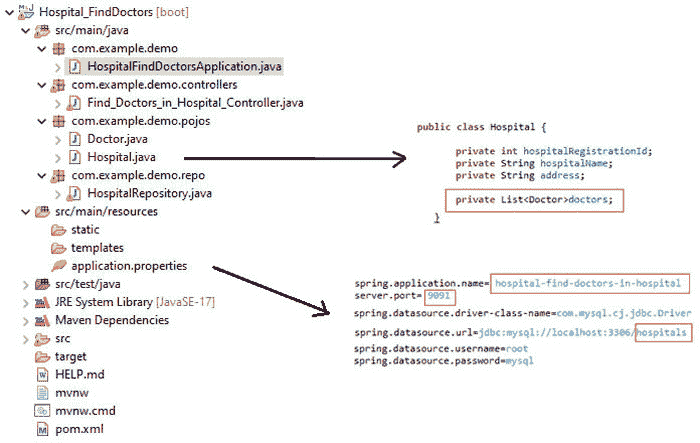 Hospital_FindDoctors [boot]
src/main/java
com.example.demo
HospitalFindDoctorsApplication.java
com.example.demo.controllers
Find_Doctors_in_Hospital_Controller.java
com.example.demo.pojos
Doctor.java
Hospital.java
com.example.demo.repo
HospitalRepository.java
src/main/resources
static
templates
application.properties
src/test/java
JRE System Library [JavaSE-17]
Maven Dependencies
src
target
HELP.md
mvnw
mvnw.cmd
pom.xml
public class Hospital {
private int hospitalRegistrationId;
private String hospitalName;
private String address;
private List<Doctor>doctors;
}
spring.application.name= hospital-find-doctors-in-hospital
server.port= 9091
spring.datasource.driver-class-name=com.mysql.cj.jdbc.Driver
spring.datasource.url=jdbc:mysql://localhost:3306/hospitals
spring.datasource.username=root
spring.datasource.password=mysql